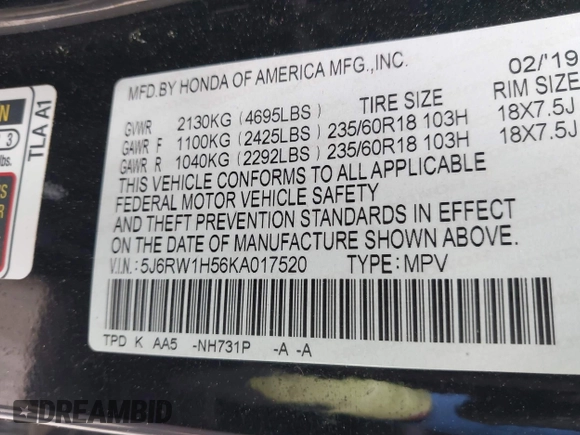 MFD.BY HONDA OF AMERICA MFG.,INC. 02/'19
TIRE SIZE RIM SIZE
GVWR 2130KG (4695LBS)
GAWR F 1100KG (2425LBS) 235/60R18 103H 18X7.5J
GAWR R 1040KG (2292LBS) 235/60R18 103H 18X7.5J
THIS VEHICLE CONFORMS TO ALL APPLICABLE
FEDERAL MOTOR VEHICLE SAFETY
AND THEFT PREVENTION STANDARDS IN EFFECT
ON THE DATE OF MANUFACTURE SHOWN ABOVE.
V.I.N.: 5J6RW1H56KA017520 TYPE: MPV
TPD K AA5 -NH731P -A -A
TLA A1
3
lbs.
DREAMBID